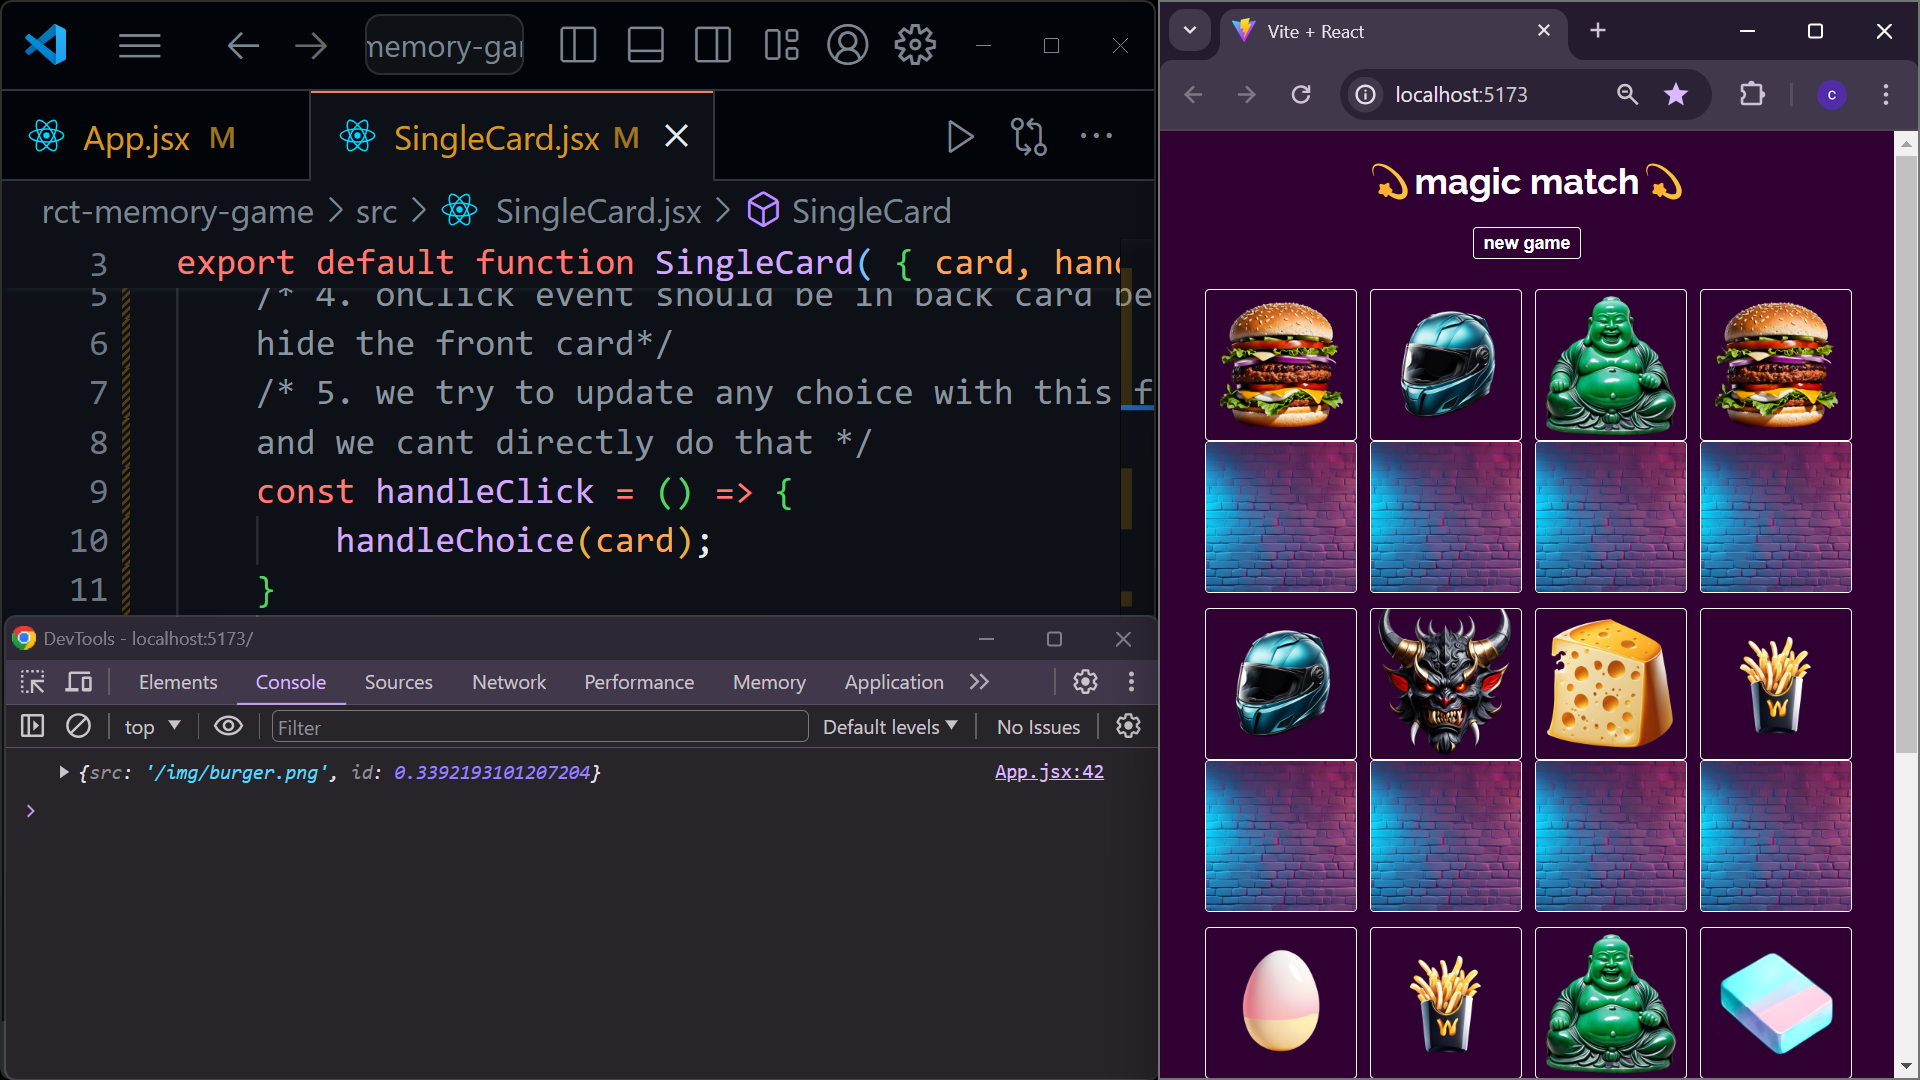 memory-gar
App.jsx M
SingleCard.jsx M
rct-memory-game > src > SingleCard.jsx > SingleCard
3 export default function SingleCard( { card, hand
5 /* 4. onClick event should be in back card be
6 hide the front card*/
7 /* 5. we try to update any choice with this f
8 and we cant directly do that */
9 const handleClick = () => {
10 handleChoice(card);
11 }
DevTools - localhost:5173/
Elements Console Sources Network Performance Memory Application
top Filter Default levels No Issues
{src: '/img/burger.png', id: 0.3392193101207204} App.jsx:42
Vite + React
localhost:5173
c
magic match
new game
W
W